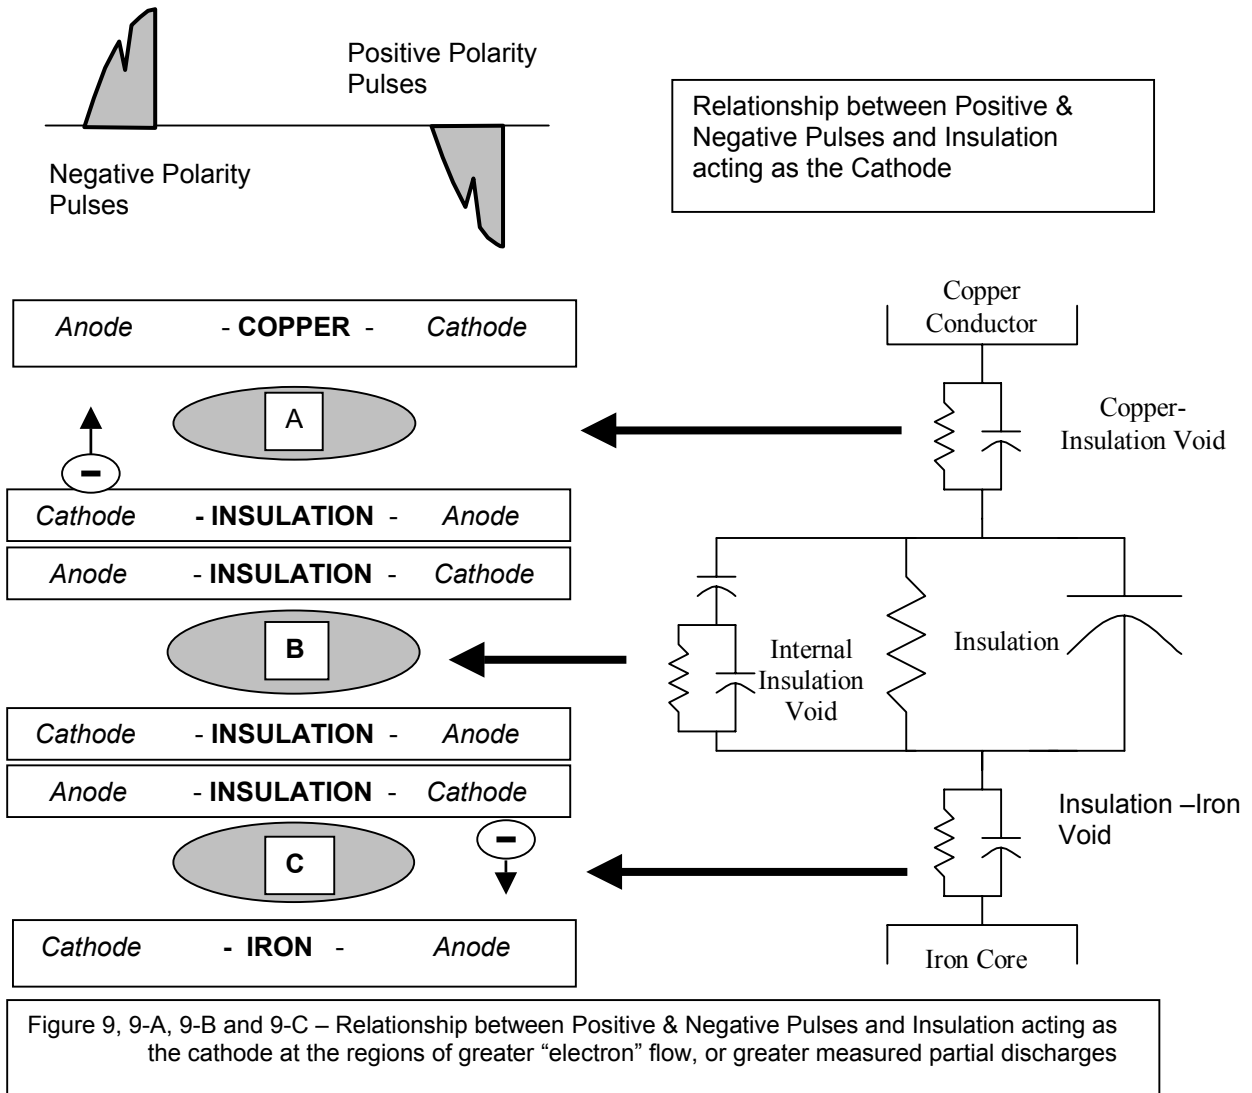 Positive Polarity
Pulses
Negative Polarity
Pulses
Relationship between Positive &
Negative Pulses and Insulation
acting as the Cathode
Anode - COPPER - Cathode
A
-
Cathode - INSULATION - Anode
Anode - INSULATION - Cathode
B
Cathode - INSULATION - Anode
Anode - INSULATION - Cathode
C
-
Cathode - IRON - Anode
Copper
Conductor
Copper-
Insulation Void
Internal
Insulation
Void
Insulation
Insulation –Iron
Void
Iron Core
Figure 9, 9-A, 9-B and 9-C – Relationship between Positive & Negative Pulses and Insulation acting as
the cathode at the regions of greater “electron” flow, or greater measured partial discharges